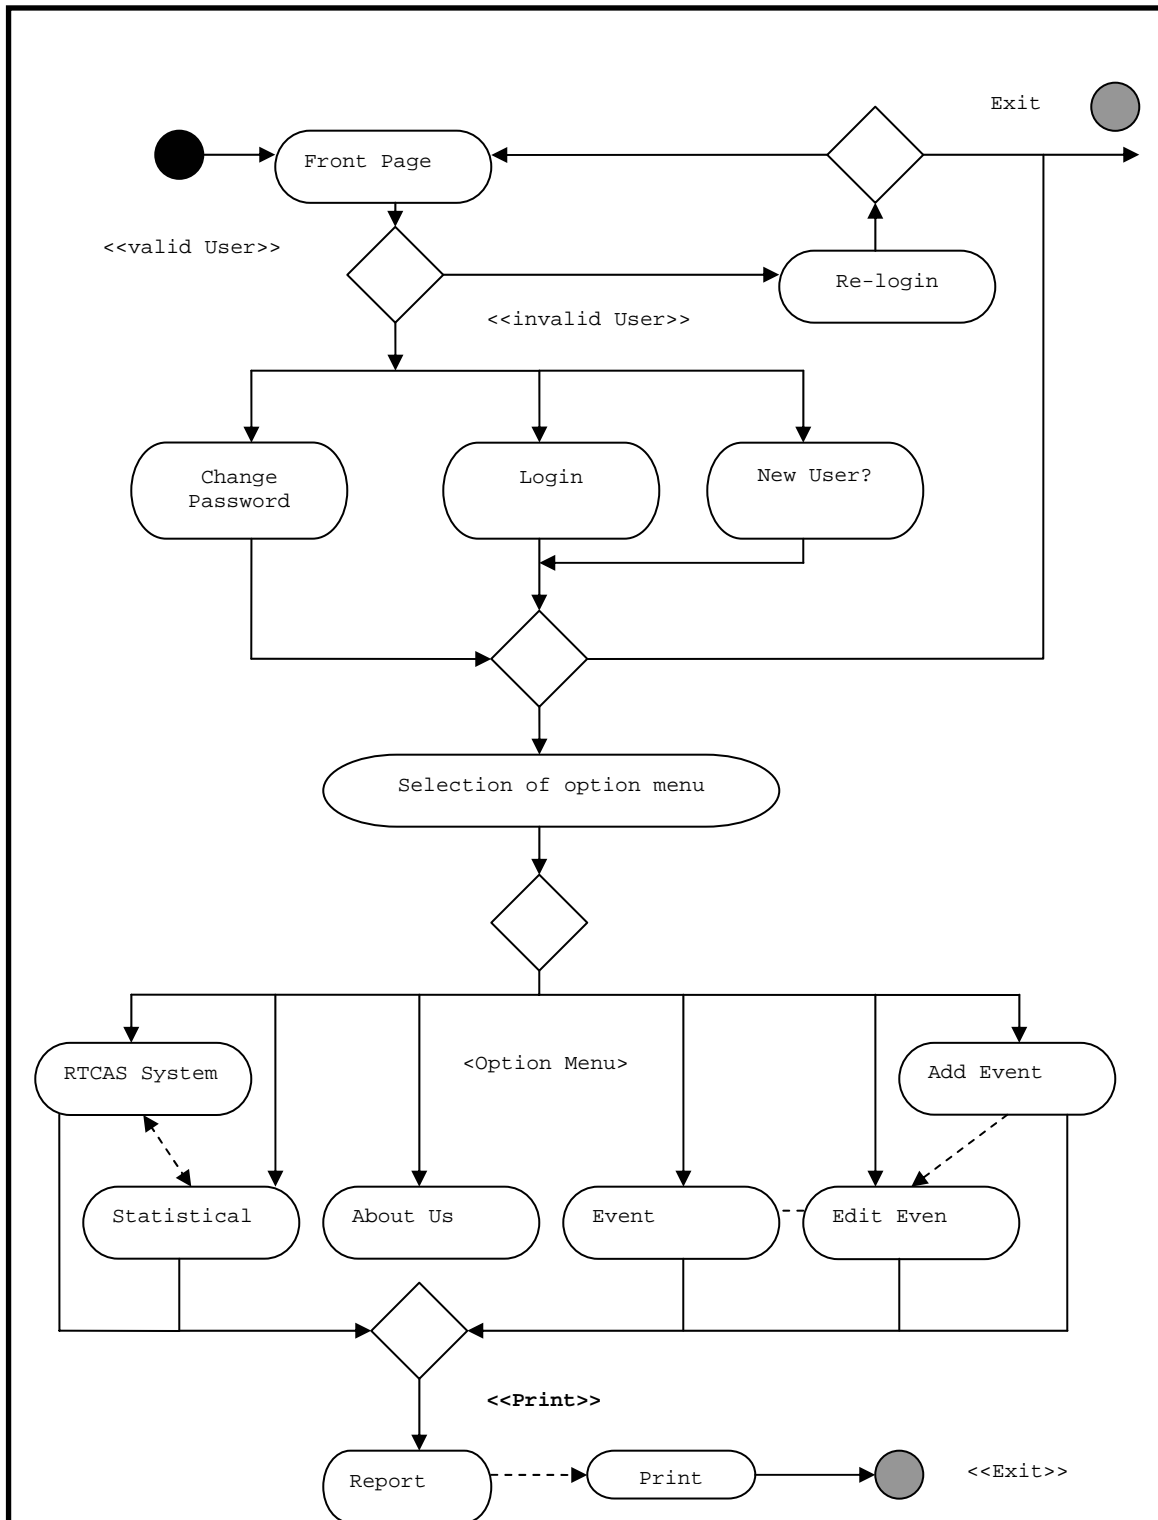 Exit
Front Page
<<valid User>>
Re-login
<<invalid User>>
Change
Password
Login
New User?
Selection of option menu
<Option Menu>
RTCAS System
Add Event
Statistical
About Us
Event
Edit Even
<<Print>>
Report
Print
<<Exit>>